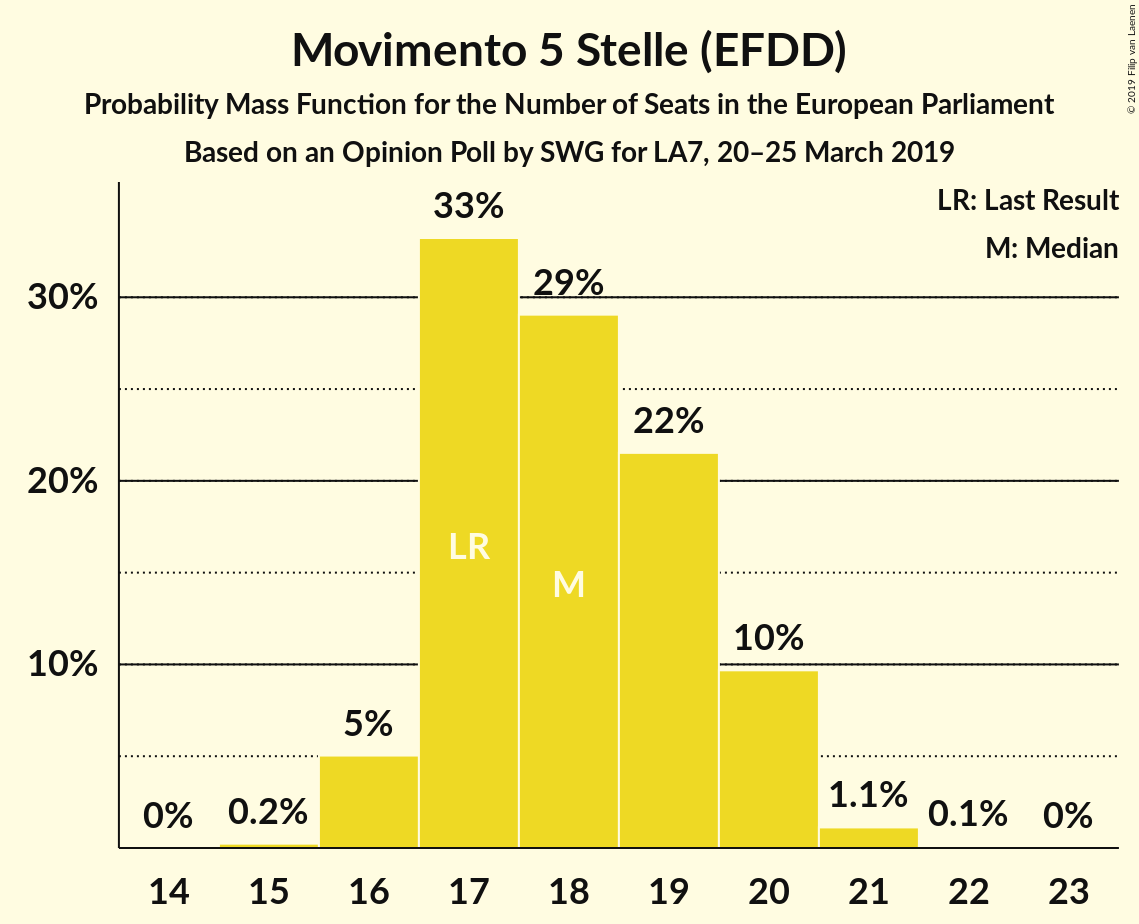 Movimento 5 Stelle (EFDD)
Probability Mass Function for the Number of Seats in the European Parliament
Based on an Opinion Poll by SWG for LA7, 20–25 March 2019
© 2019 Filip van Laenen
LR: Last Result
M: Median
33%
29%
30%
22%
20%
LR
M
10%
10%
5%
1.1%
0%
0.2%
0.1%
0%
14 15 16 17 18 19 20 21 22 23